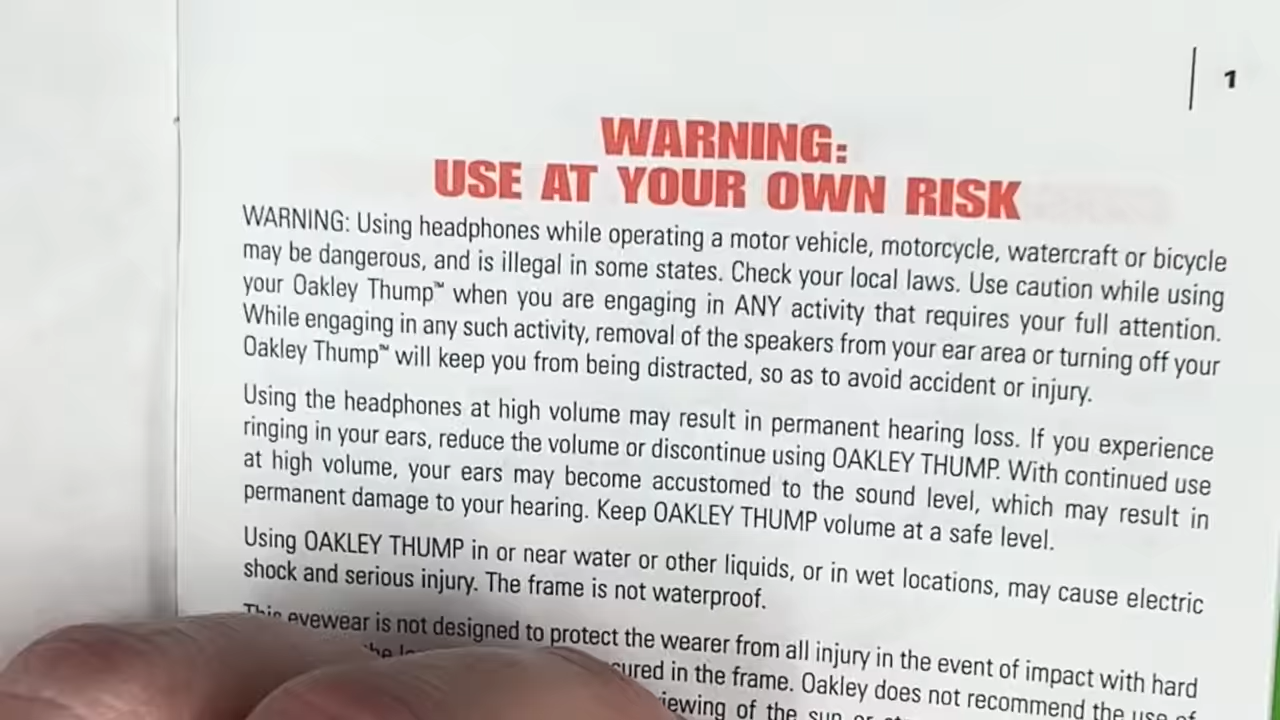 1
WARNING:
USE AT YOUR OWN RISK
WARNING: Using headphones while operating a motor vehicle, motorcycle, watercraft or bicycle
may be dangerous, and is illegal in some states. Check your local laws. Use caution while using
your Oakley Thump™ when you are engaging in ANY activity that requires your full attention.
While engaging in any such activity, removal of the speakers from your ear area or turning off your
Oakley Thump™ will keep you from being distracted, so as to avoid accident or injury.
Using the headphones at high volume may result in permanent hearing loss. If you experience
ringing in your ears, reduce the volume or discontinue using OAKLEY THUMP. With continued use
at high volume, your ears may become accustomed to the sound level, which may result in
permanent damage to your hearing. Keep OAKLEY THUMP volume at a safe level.
Using OAKLEY THUMP in or near water or other liquids, or in wet locations, may cause electric
shock and serious injury. The frame is not waterproof.
This eyewear is not designed to protect the wearer from all injury in the event of impact with hard
in the frame. Oakley does not recommend the use of
of the sun or